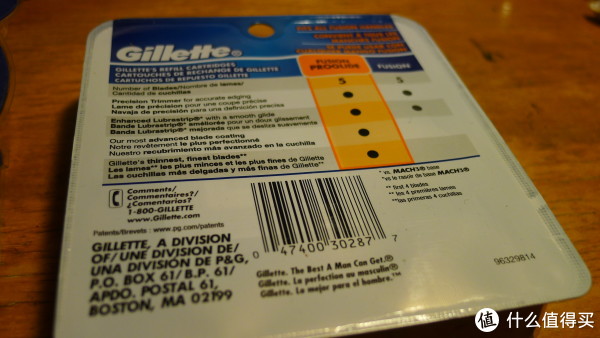 Gillette®
GILLETTE'S REFILL CARTRIDGES
CARTOUCHES DE RECHANGE DE GILLETTE
CARTUCHOS DE REPUESTO GILLETTE
FUSION
PROGLIDE
FUSION
Number of Blades/Nombre de lames/
Cantidad de cuchillas
5
5
Precision Trimmer for accurate edging
Lame de précision pour une coupe précise
Navaja de precisión para una definición precisa
Enhanced Lubrastrip® with a smooth glide
Bande Lubrastrip® améliorée pour un doux glissement
Banda Lubrastrip® mejorada que se desliza suavemente
Our most advanced blade coating
Notre revêtement le plus perfectionné
Nuestro recubrimiento más avanzado en la cuchilla
Gillette's thinnest, finest blades**
Les lames** les plus minces et les plus fines de Gillette
Las cuchillas más delgadas y más finas de Gillette**
* vs. MACH3® base
*vs le rasoir de base MACH3®
** first 4 blades
** les 4 premières lames
**las primeras 4 cuchillas
Comments/
Commentaires?/
¿Comentarios?
1-800-GILLETTE
www.Gillette.com
Patents/Brevets : www.pg.com/patents
GILLETTE, A DIVISION
OF/UNE DIVISION DE/
UNA DIVISIÓN DE P&G,
P.O. BOX 61/B.P. 61/
APDO. POSTAL 61,
BOSTON, MA 02199
0 47400 30287 7
Gillette. The Best A Man Can Get.®
Gillette. La perfection au masculin®
Gillette. Lo mejor para el hombre.™
96329814
值 什么值得买